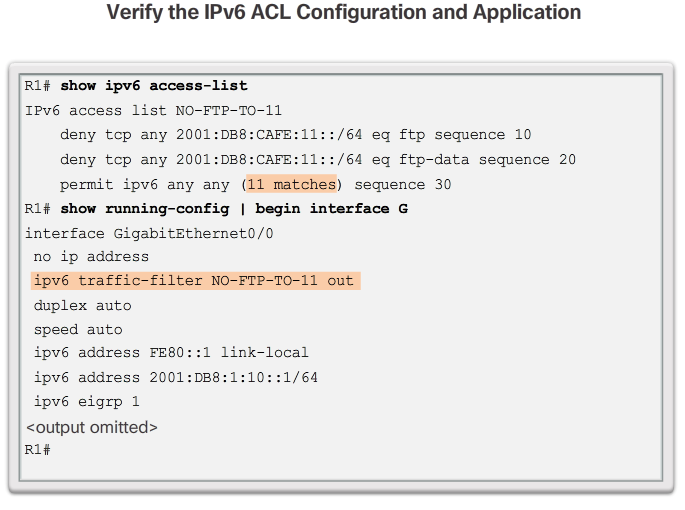 Verify the IPv6 ACL Configuration and Application
R1# show ipv6 access-list
IPv6 access list NO-FTP-TO-11
deny tcp any 2001:DB8:CAFE:11::/64 eq ftp sequence 10
deny tcp any 2001:DB8:CAFE:11::/64 eq ftp-data sequence 20
permit ipv6 any any (11 matches) sequence 30
R1# show running-config | begin interface G
interface GigabitEthernet0/0
no ip address
ipv6 traffic-filter NO-FTP-TO-11 out
duplex auto
speed auto
ipv6 address FE80::1 link-local
ipv6 address 2001:DB8:1:10::1/64
ipv6 eigrp 1
<output omitted>
R1#